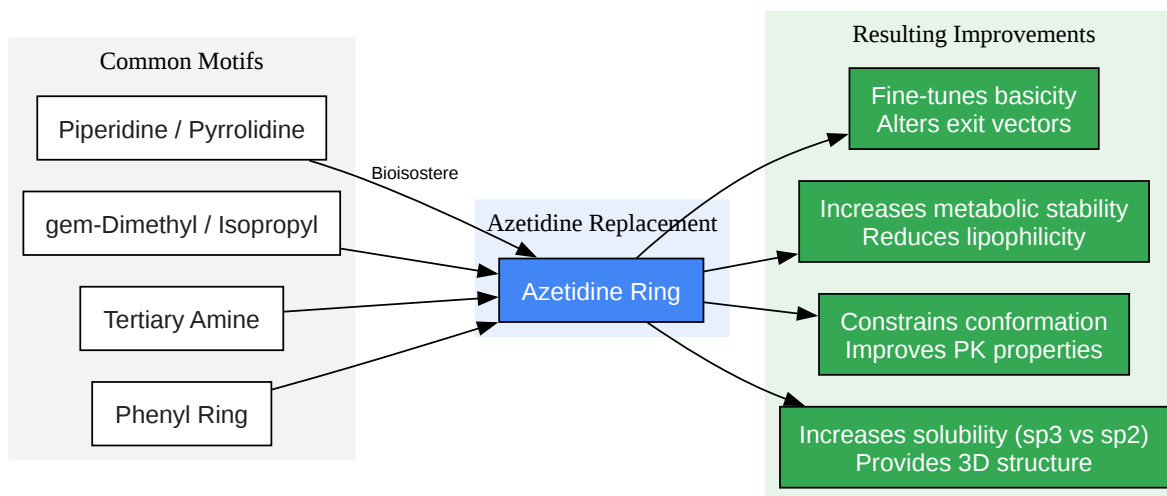 Common Motifs
Piperidine / Pyrrolidine
gem-Dimethyl / Isopropyl
Tertiary Amine
Phenyl Ring
Bioisostere
Azetidine Replacement
Azetidine Ring
Resulting Improvements
Fine-tunes basicity
Alters exit vectors
Increases metabolic stability
Reduces lipophilicity
Constrains conformation
Improves PK properties
Increases solubility (sp3 vs sp2)
Provides 3D structure